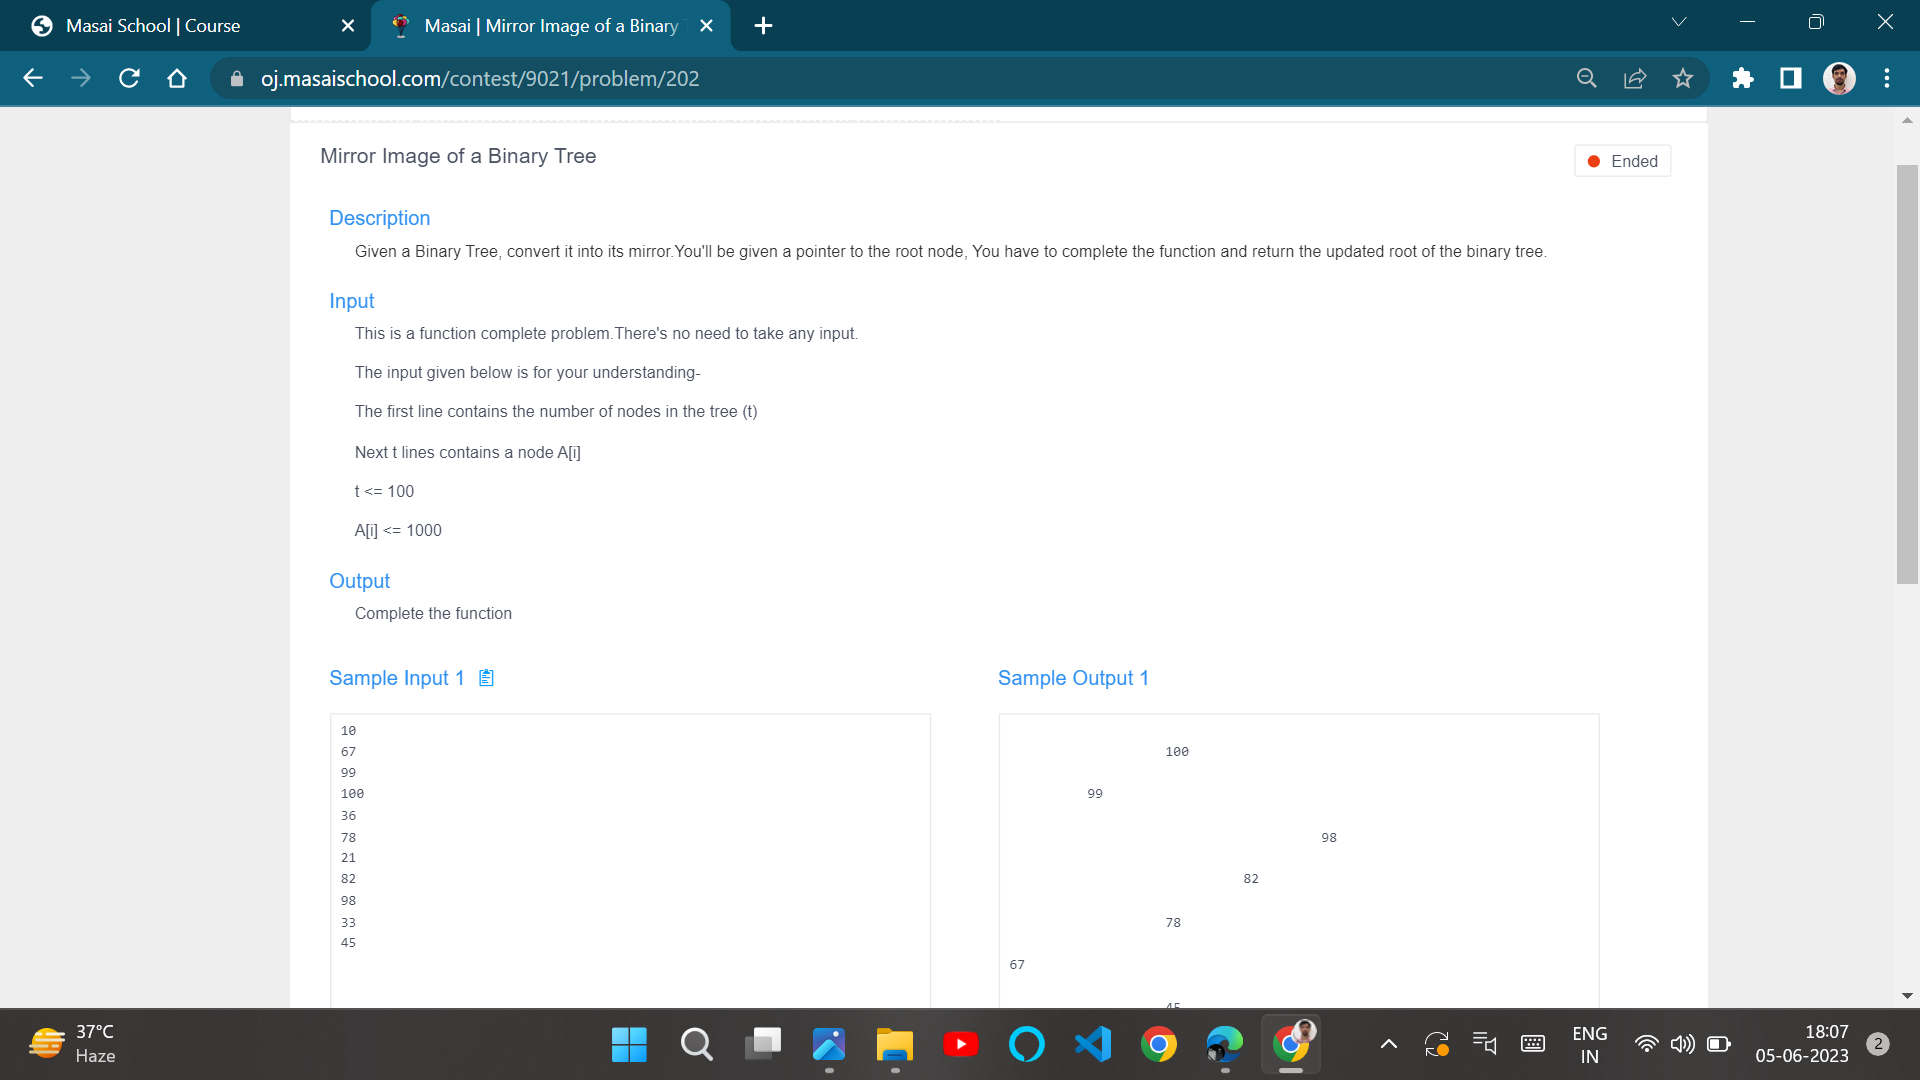 Masai School | Course
Masai | Mirror Image of a Binary
oj.masaischool.com/contest/9021/problem/202
Mirror Image of a Binary Tree
Ended
Description
Given a Binary Tree, convert it into its mirror.You'll be given a pointer to the root node, You have to complete the function and return the updated root of the binary tree.
Input
This is a function complete problem.There's no need to take any input.
The input given below is for your understanding-
The first line contains the number of nodes in the tree (t)
Next t lines contains a node A[i]
t <= 100
A[i] <= 1000
Output
Complete the function
Sample Input 1
10
67
99
100
36
78
21
82
98
33
45
Sample Output 1
100
99
98
82
78
67
45
37°C
Haze
ENG
IN
18:07
05-06-2023
2